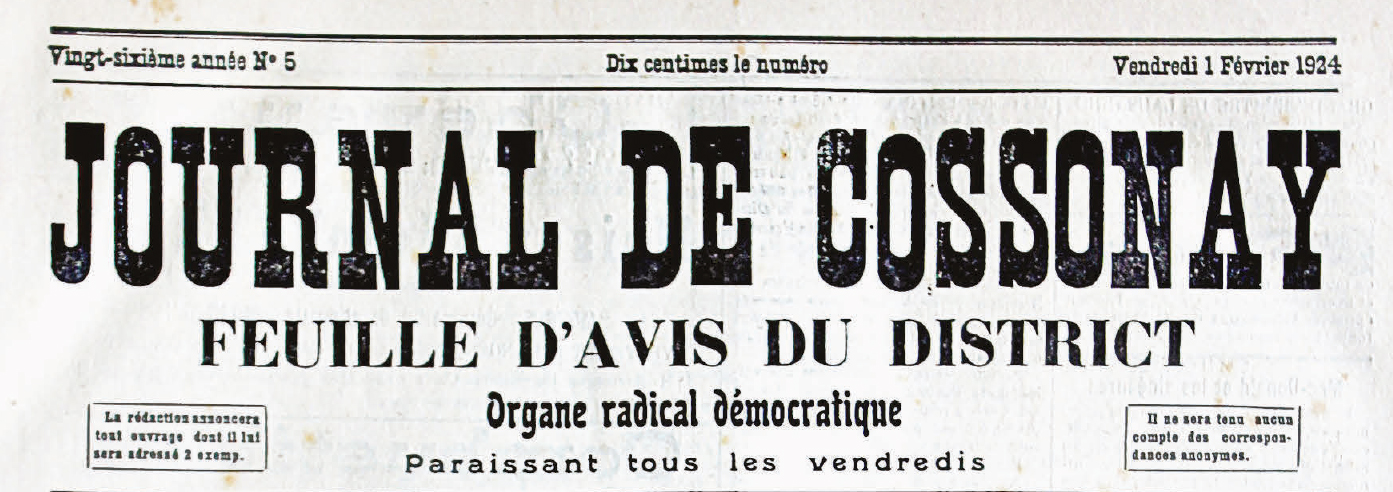 Vingt-sixième année N° 5
Dix centimes le numéro
Vendredi 1 Février 1924
JOURNAL DE COSSONAY
FEUILLE D'AVIS DU DISTRICT
Organe radical démocratique
Paraissant tous les vendredis
La rédaction annoncera
tout ouvrage dont il lui
sera adressé 2 exemp.
Il ne sera tenu aucun
compte des correspon-
dances anonymes.